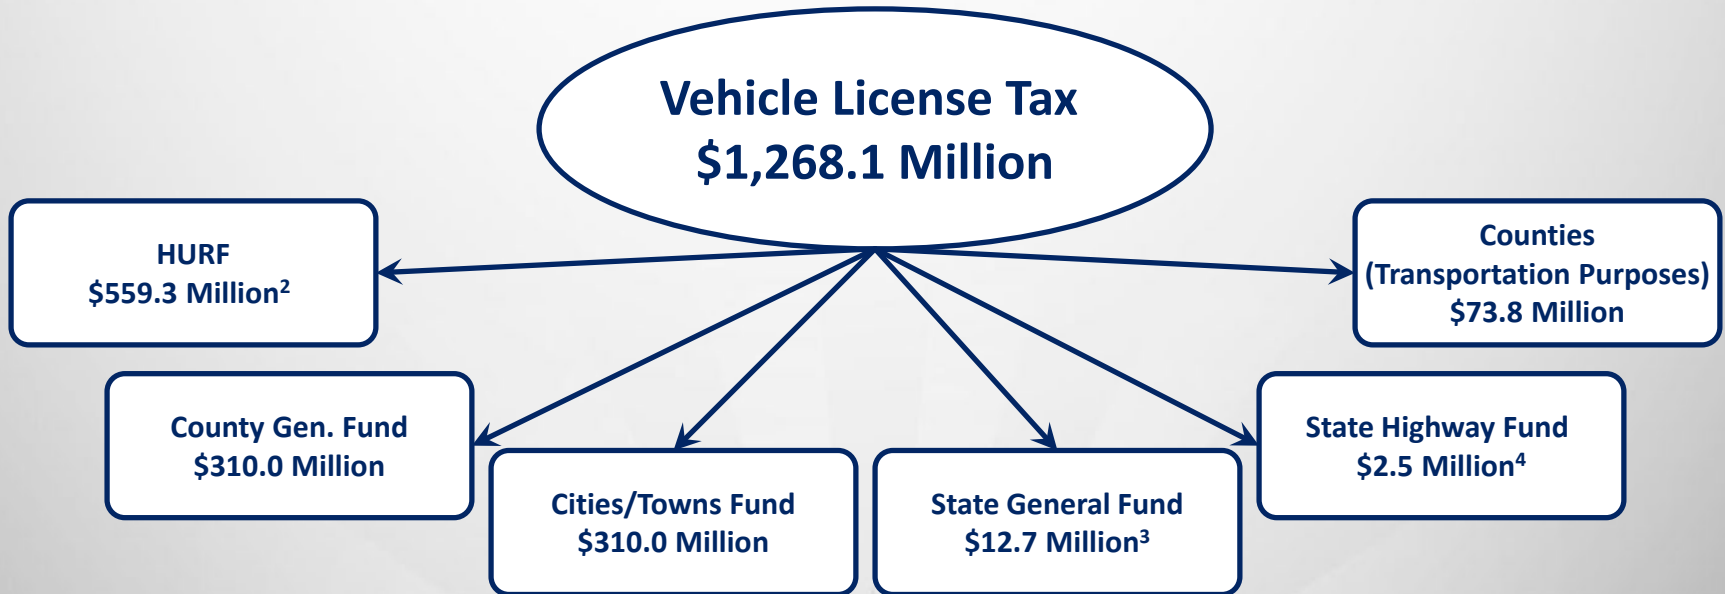 Vehicle License Tax
$1,268.1 Million
HURF
$559.3 Million²
Counties
(Transportation Purposes)
$73.8 Million
County Gen. Fund
$310.0 Million
Cities/Towns Fund
$310.0 Million
State General Fund
$12.7 Million³
State Highway Fund
$2.5 Million⁴